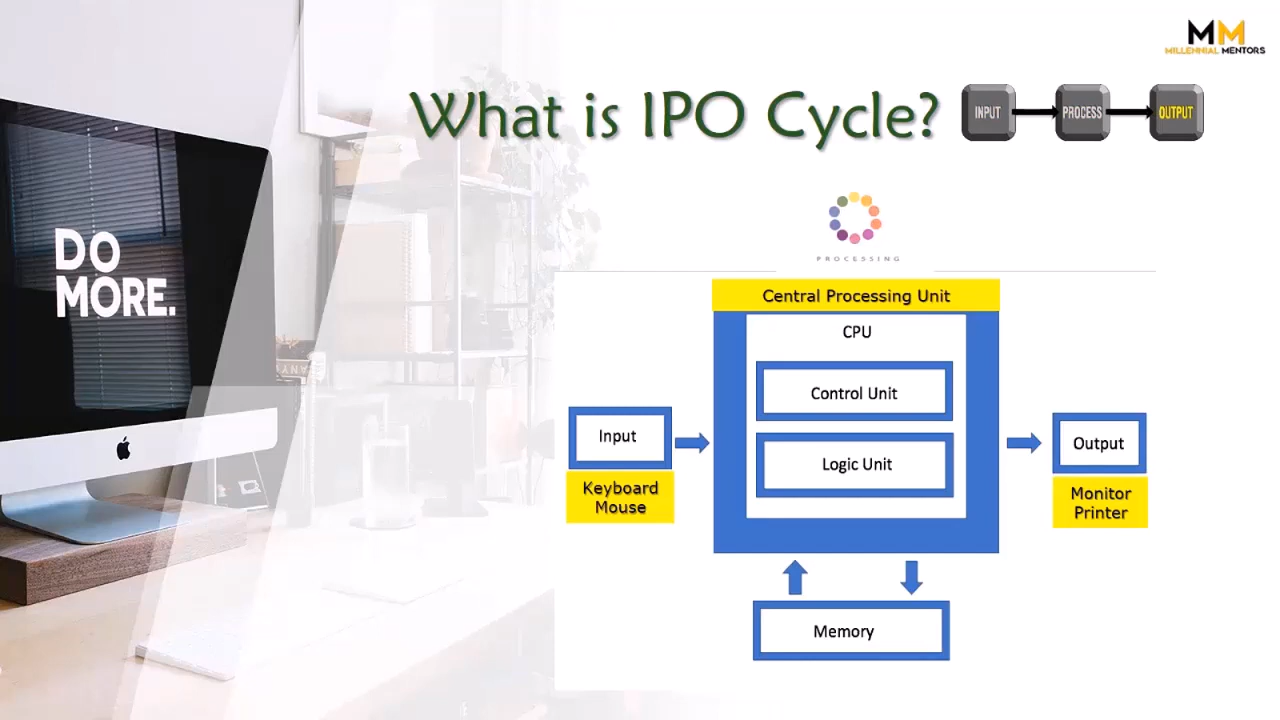 MM
MILLENNIAL MENTORS
What is IPO Cycle?
INPUT
PROCESS
OUTPUT
DO
MORE.
PROCESSING
Central Processing Unit
CPU
Control Unit
Logic Unit
Input
Keyboard
Mouse
Output
Monitor
Printer
Memory